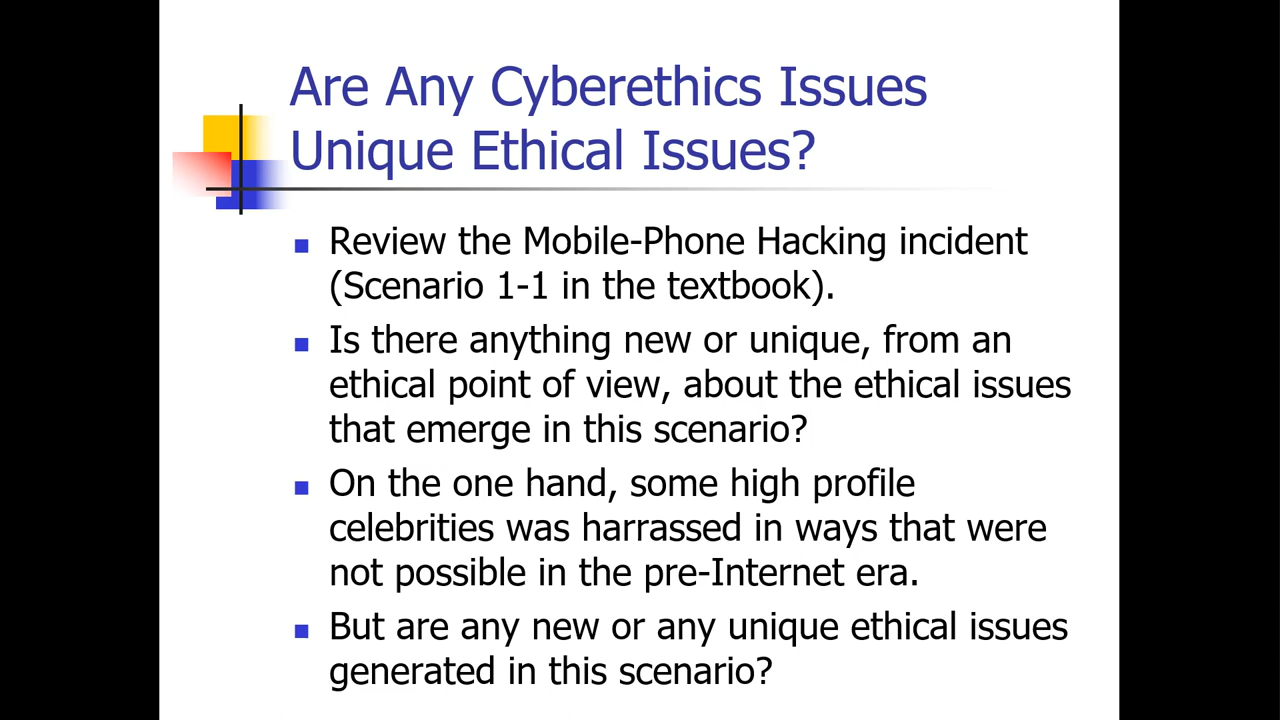 Are Any Cyberethics Issues
Unique Ethical Issues?
Review the Mobile-Phone Hacking incident
(Scenario 1-1 in the textbook).
Is there anything new or unique, from an
ethical point of view, about the ethical issues
that emerge in this scenario?
On the one hand, some high profile
celebrities was harrassed in ways that were
not possible in the pre-Internet era.
But are any new or any unique ethical issues
generated in this scenario?